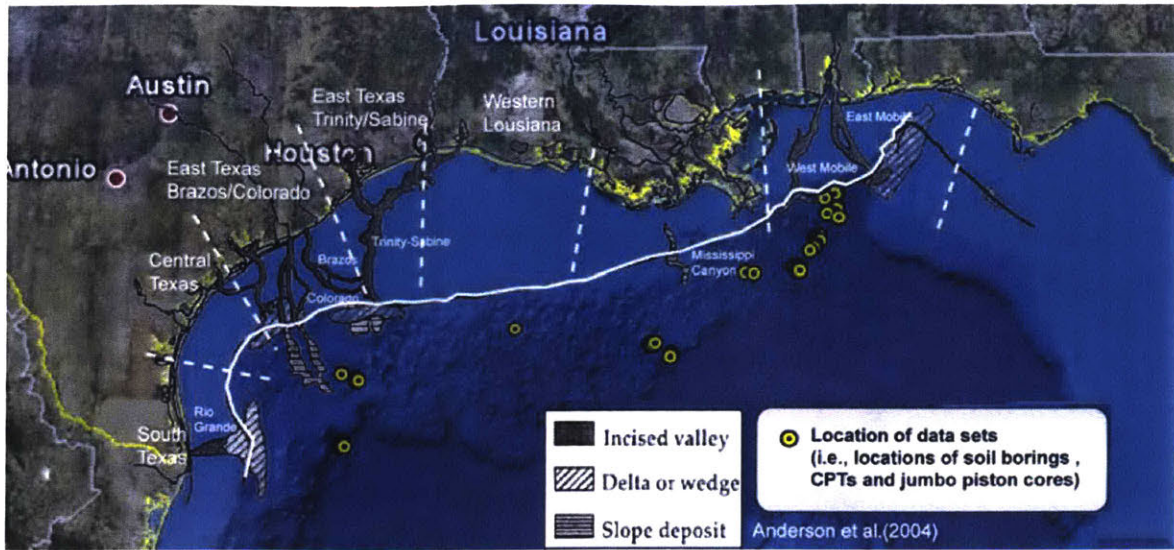 Louisiana
Austin
East Texas
Trinity/Sabine
Western
Lousiana
East Mobile
Houston
Antonio
East Texas
Brazos/Colorado
West Mobile
Trinity-Sabine
Brazos
Central
Texas
Mississippi
Canyon
Colorado
Rio
Grande
South
Texas
Incised valley
Delta or wedge
Slope deposit
Location of data sets
(i.e., locations of soil borings ,
CPTs and jumbo piston cores)
Anderson et al.(2004)